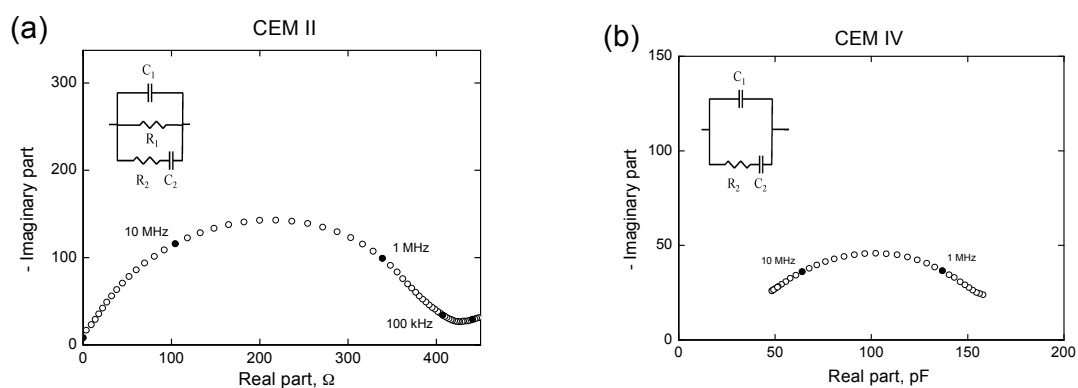 (a)
CEM II
- Imaginary part
300
200
100
0
C1
R1
R2
C2
10 MHz
1 MHz
100 kHz
0
100
200
300
400
Real part, Ω
(b)
CEM IV
- Imaginary part
150
100
50
0
C1
R2
C2
10 MHz
1 MHz
0
50
100
150
200
Real part, pF